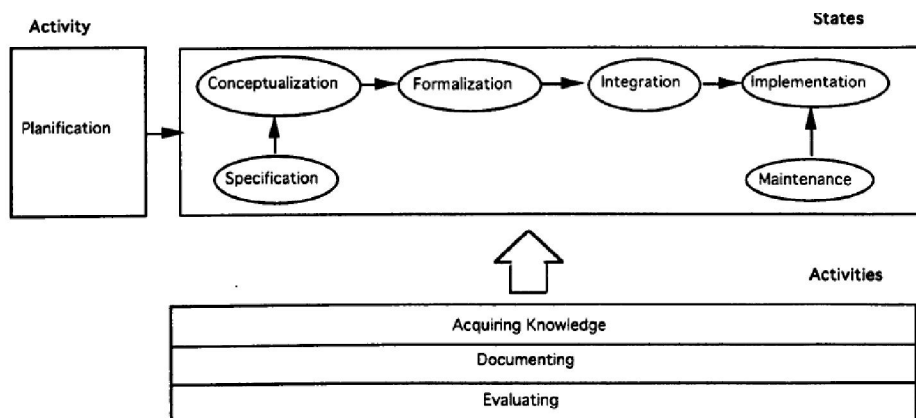 Activity
States
Conceptualization
Formalization
Integration
Implementation
Planification
Specification
Maintenance
Activities
Acquiring Knowledge
Documenting
Evaluating